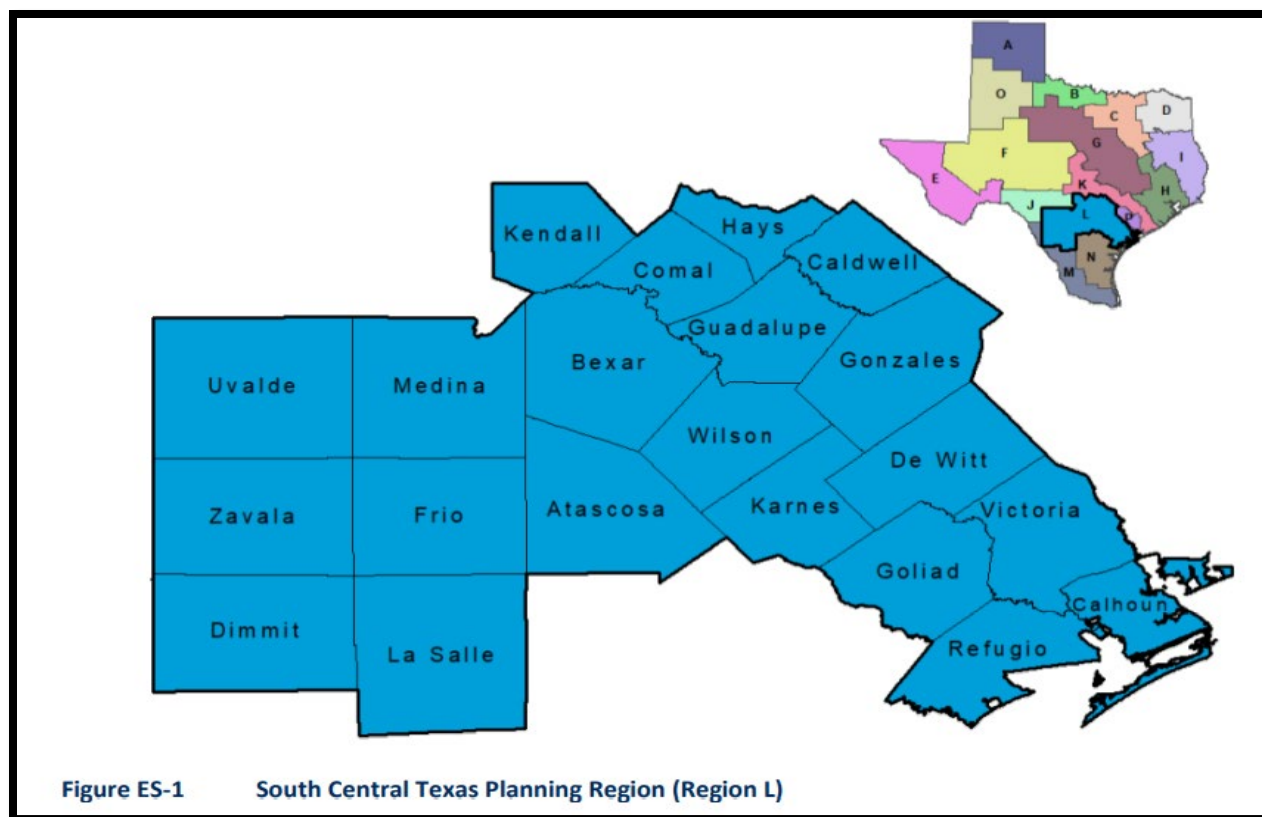 A
O
B
C
D
G
F
I
E
K
H
J
L
P
N
M
Kendall
Hays
Comal
Caldwell
Guadalupe
Bexar
Gonzales
Uvalde
Medina
Wilson
De Witt
Zavala
Frio
Atascosa
Karnes
Victoria
Goliad
Calhoun
Dimmit
La Salle
Refugio
Figure ES-1 South Central Texas Planning Region (Region L)